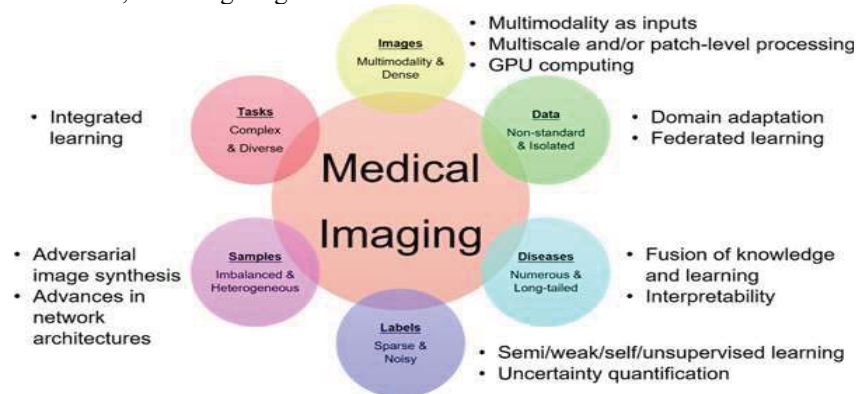 Images
Multimodality &
Dense
• Multimodality as inputs
• Multiscale and/or patch-level processing
• GPU computing
Tasks
Complex
& Diverse
• Integrated
learning
Data
Non-standard
& Isolated
• Domain adaptation
• Federated learning
Medical
Imaging
Samples
Imbalanced &
Heterogeneous
• Adversarial
image synthesis
• Advances in
network
architectures
Diseases
Numerous &
Long-tailed
• Fusion of knowledge
and learning
• Interpretability
Labels
Sparse &
Noisy
• Semi/weak/self/unsupervised learning
• Uncertainty quantification